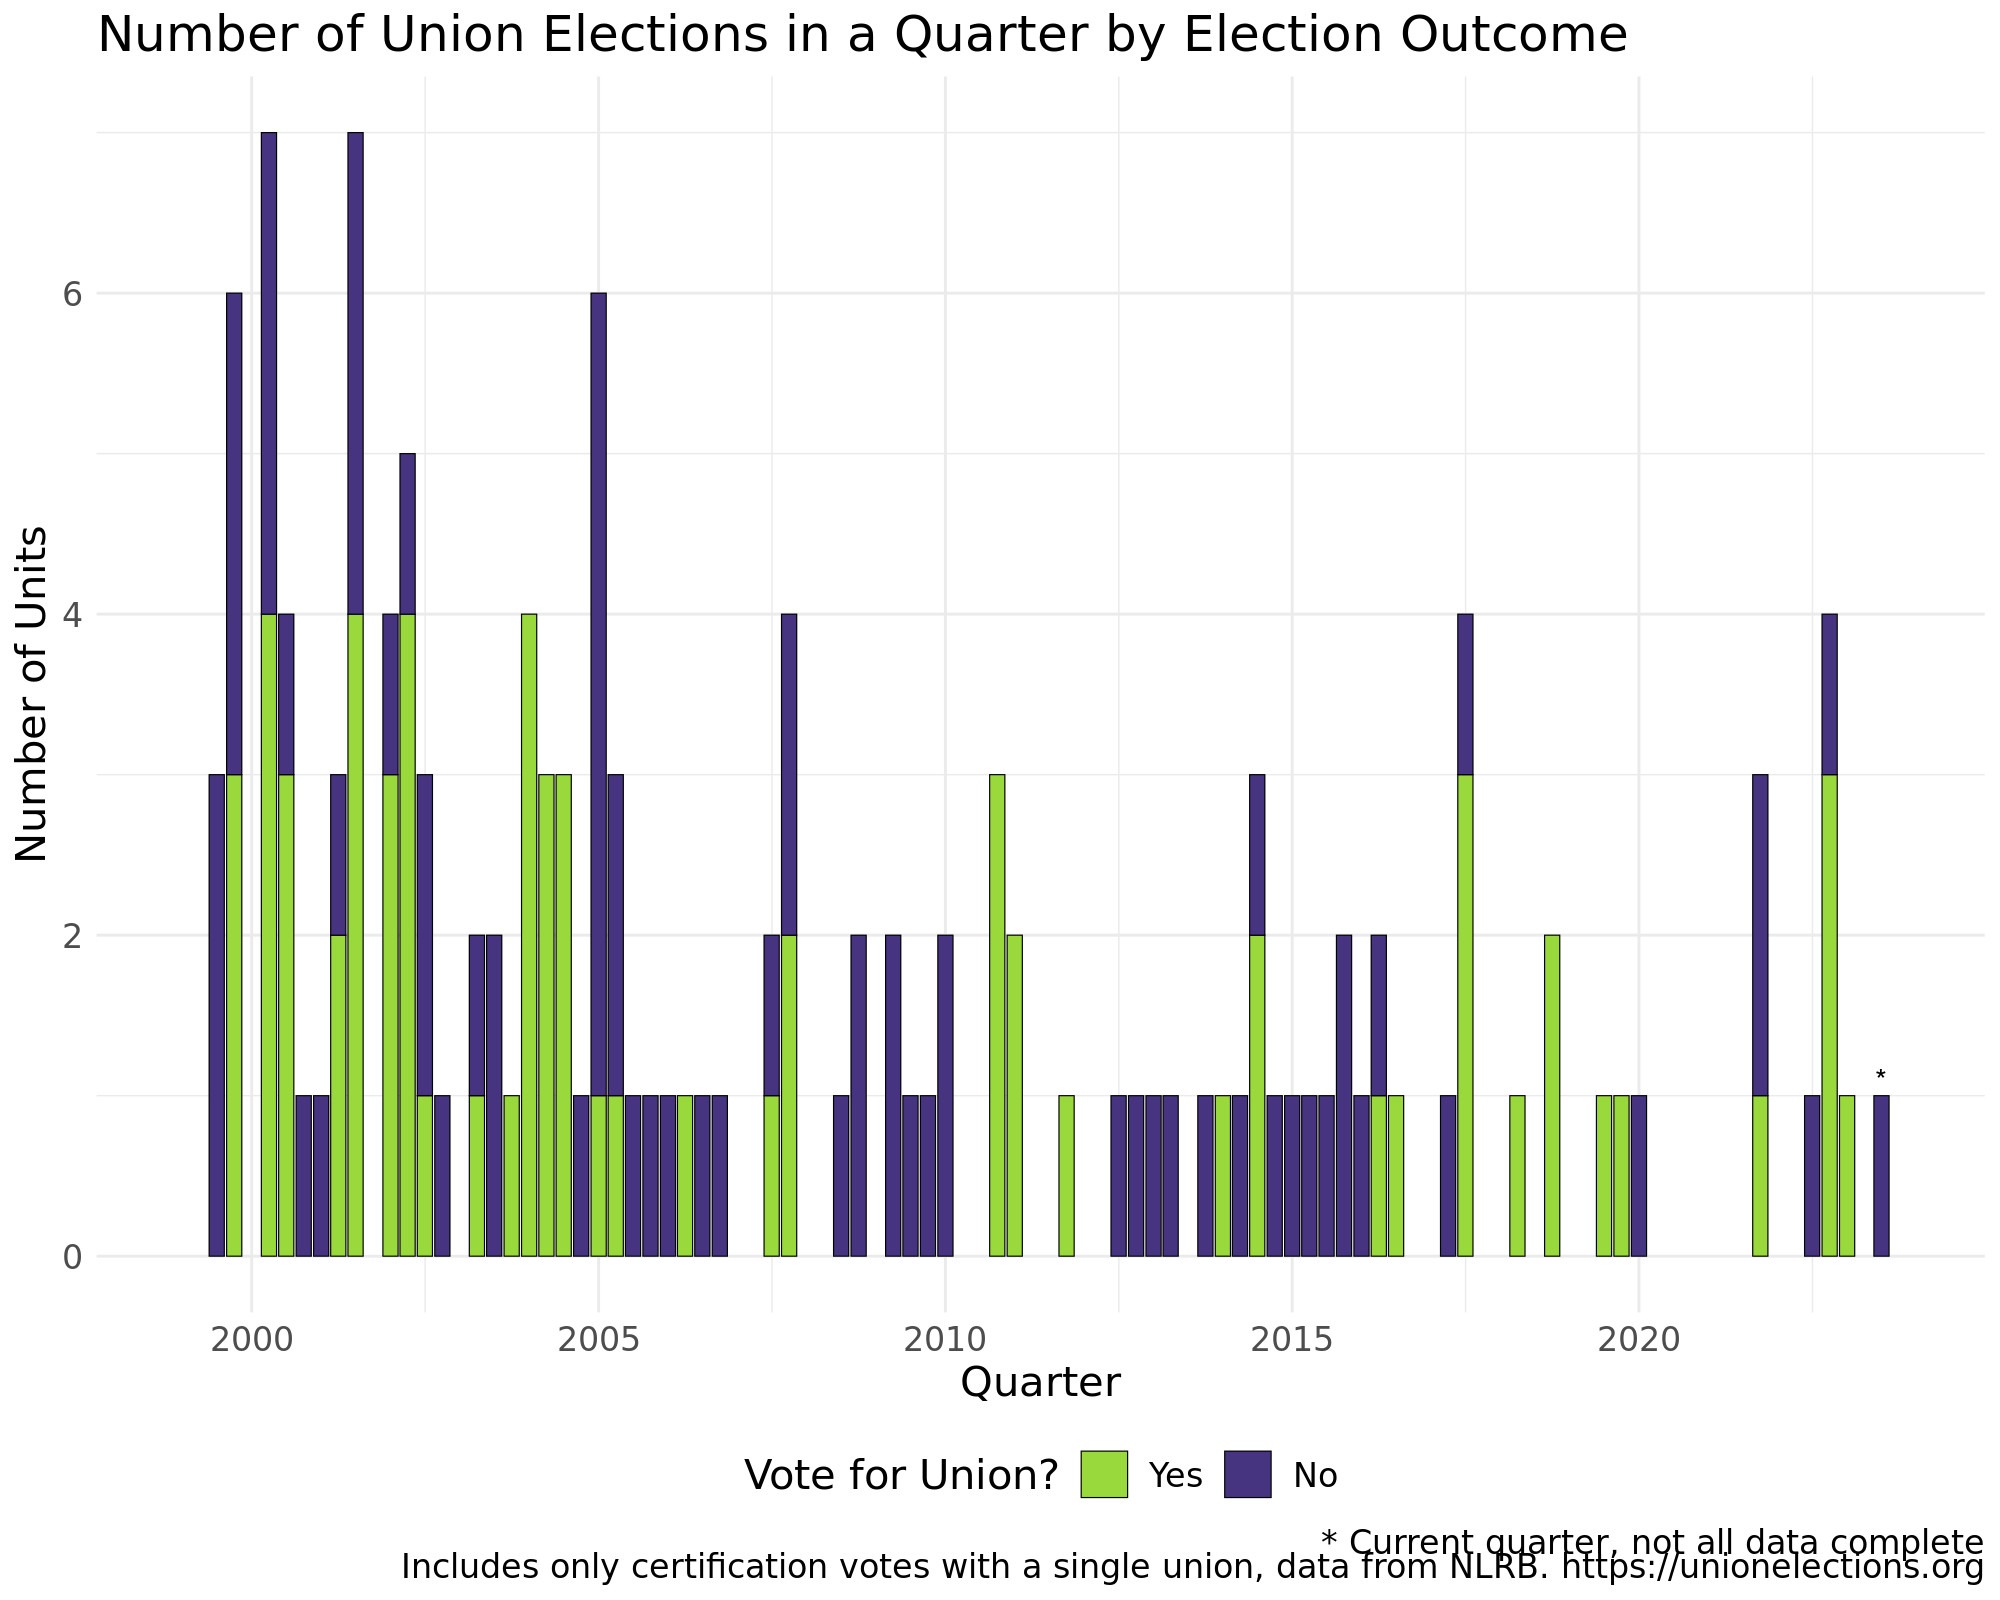 Number of Union Elections in a Quarter by Election Outcome
Number of Units
6
4
2
0
*
2000 2005 2010 2015 2020
Quarter
Vote for Union? Yes No
* Current quarter, not all data complete
Includes only certification votes with a single union, data from NLRB. https://unionelections.org